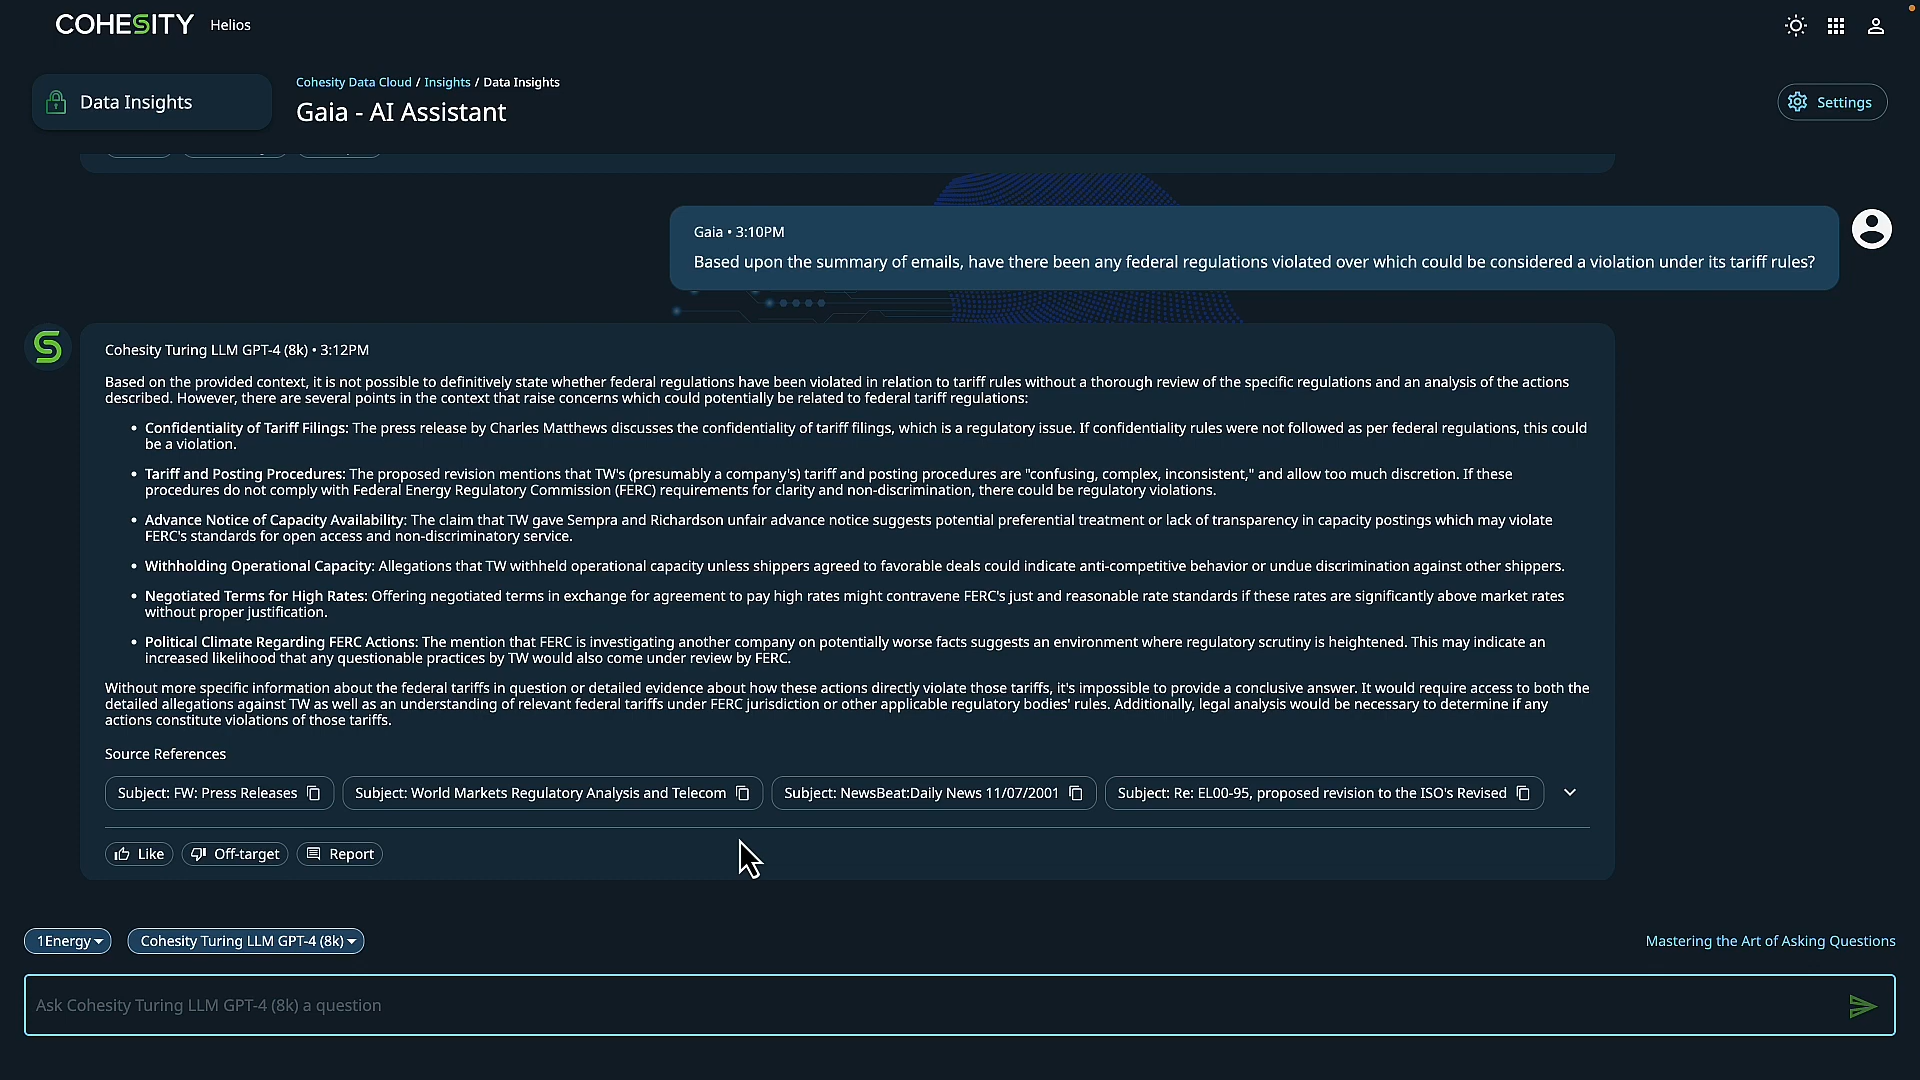 COHESITY Helios
Data Insights
Cohesity Data Cloud / Insights / Data Insights
Gaia - AI Assistant
Settings
Gaia • 3:10PM
Based upon the summary of emails, have there been any federal regulations violated over which could be considered a violation under its tariff rules?
Cohesity Turing LLM GPT-4 (8k) • 3:12PM
Based on the provided context, it is not possible to definitively state whether federal regulations have been violated in relation to tariff rules without a thorough review of the specific regulations and an analysis of the actions
described. However, there are several points in the context that raise concerns which could potentially be related to federal tariff regulations:
• Confidentiality of Tariff Filings: The press release by Charles Matthews discusses the confidentiality of tariff filings, which is a regulatory issue. If confidentiality rules were not followed as per federal regulations, this could
be a violation.
• Tariff and Posting Procedures: The proposed revision mentions that TW's (presumably a company's) tariff and posting procedures are "confusing, complex, inconsistent," and allow too much discretion. If these
procedures do not comply with Federal Energy Regulatory Commission (FERC) requirements for clarity and non-discrimination, there could be regulatory violations.
• Advance Notice of Capacity Availability: The claim that TW gave Sempra and Richardson unfair advance notice suggests potential preferential treatment or lack of transparency in capacity postings which may violate
FERC's standards for open access and non-discriminatory service.
• Withholding Operational Capacity: Allegations that TW withheld operational capacity unless shippers agreed to favorable deals could indicate anti-competitive behavior or undue discrimination against other shippers.
• Negotiated Terms for High Rates: Offering negotiated terms in exchange for agreement to pay high rates might contravene FERC's just and reasonable rate standards if these rates are significantly above market rates
without proper justification.
• Political Climate Regarding FERC Actions: The mention that FERC is investigating another company on potentially worse facts suggests an environment where regulatory scrutiny is heightened. This may indicate an
increased likelihood that any questionable practices by TW would also come under review by FERC.
Without more specific information about the federal tariffs in question or detailed evidence about how these actions directly violate those tariffs, it's impossible to provide a conclusive answer. It would require access to both the
detailed allegations against TW as well as an understanding of relevant federal tariffs under FERC jurisdiction or other applicable regulatory bodies' rules. Additionally, legal analysis would be necessary to determine if any
actions constitute violations of those tariffs.
Source References
Subject: FW: Press Releases
Subject: World Markets Regulatory Analysis and Telecom
Subject: NewsBeat:Daily News 11/07/2001
Subject: Re: EL00-95, proposed revision to the ISO's Revised
Like
Off-target
Report
1Energy
Cohesity Turing LLM GPT-4 (8k)
Mastering the Art of Asking Questions
Ask Cohesity Turing LLM GPT-4 (8k) a question